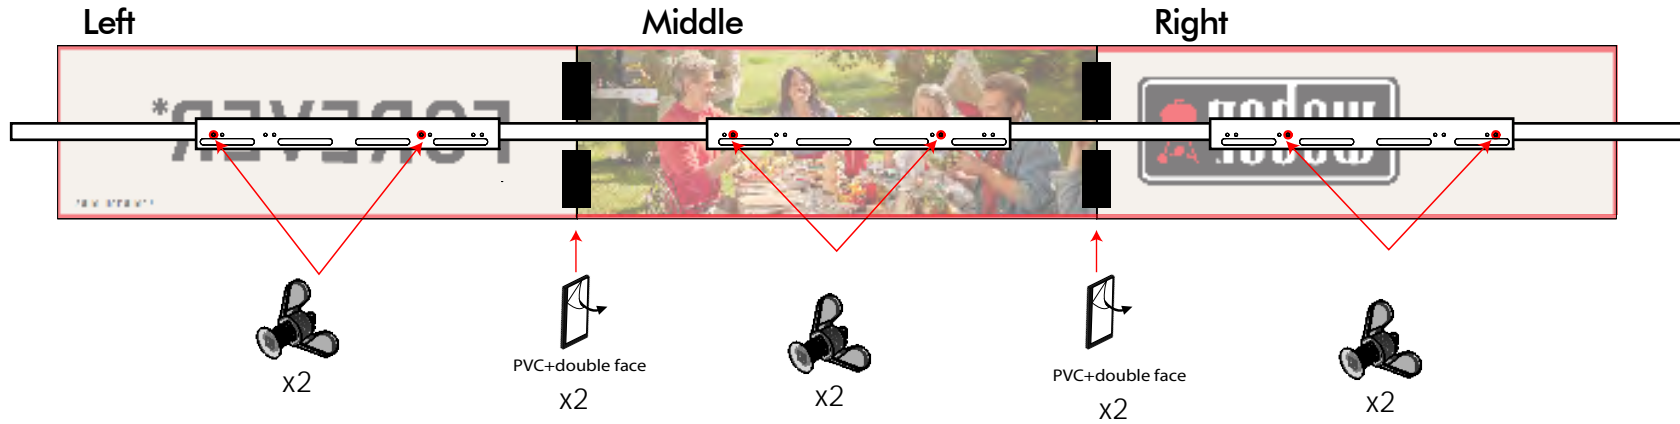 Left
Middle
Right
FOREVER*
x2
PVC+double face
x2
x2
PVC+double face
x2
x2